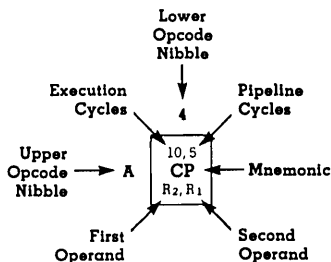 Lower
Opcode
Nibble
Execution
Cycles
4
Pipeline
Cycles
Upper
Opcode
Nibble
A
10, 5
CP
R2, R1
Mnemonic
First
Operand
Second
Operand